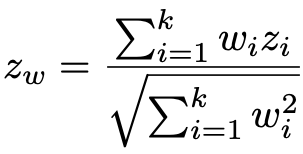 z_w = \frac{\sum_{i=1}^{k} w_i z_i}{\sqrt{\sum_{i=1}^{k} w_i^2}}